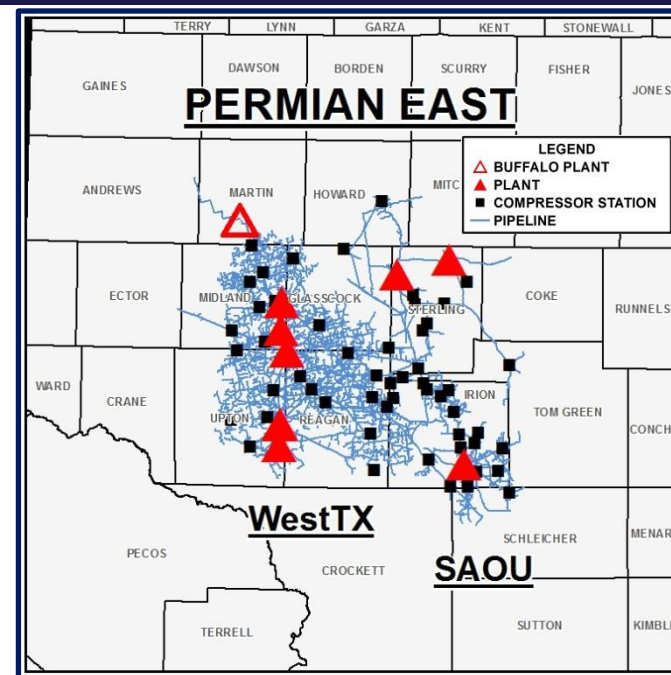 TERRY LYNN GARZA KENT STONEWALL
GAINES DAWSON BORDEN SCURRY FISHER JONES
PERMIAN EAST
LEGEND
BUFFALO PLANT
PLANT
COMPRESSOR STATION
PIPELINE
ANDREWS MARTIN HOWARD MITC
ECTOR MIDLAND GLASSCOCK STERLING COKE RUNNELS
WARD CRANE UPTON REAGAN IRION TOM GREEN CONCH
WestTX
SAOU
PECOS CROCKETT SCHLEICHER MENAR
TERRELL SUTTON KIMBL